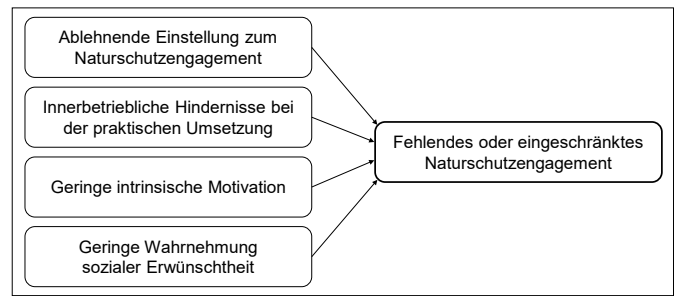 Ablehnende Einstellung zum
Naturschutzengagement
Innerbetriebliche Hindernisse bei
der praktischen Umsetzung
Geringe intrinsische Motivation
Geringe Wahrnehmung
sozialer Erwünschtheit
Fehlendes oder eingeschränktes
Naturschutzengagement